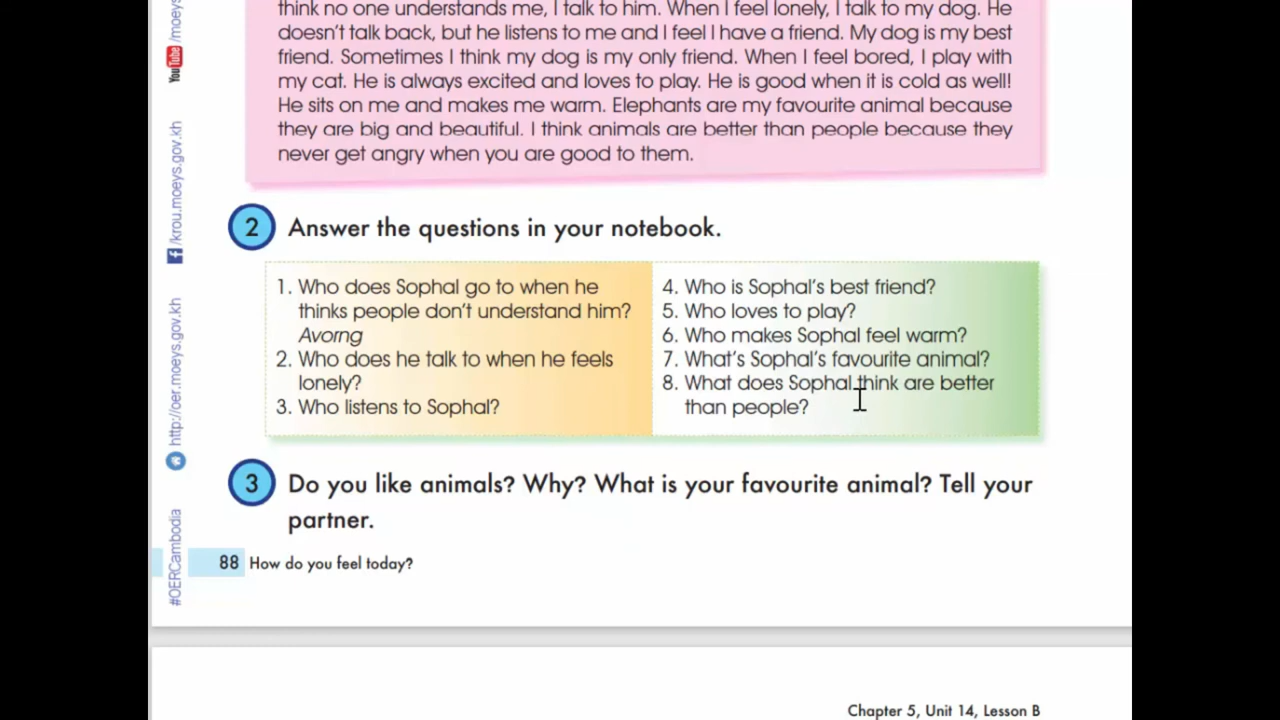 think no one understands me, I talk to him. When I feel lonely, I talk to my dog. He
doesn't talk back, but he listens to me and I feel I have a friend. My dog is my best
friend. Sometimes I think my dog is my only friend. When I feel bored, I play with
my cat. He is always excited and loves to play. He is good when it is cold as well!
He sits on me and makes me warm. Elephants are my favourite animal because
they are big and beautiful. I think animals are better than people because they
never get angry when you are good to them.
2 Answer the questions in your notebook.
1. Who does Sophal go to when he
thinks people don't understand him?
Avorng
2. Who does he talk to when he feels
lonely?
3. Who listens to Sophal?
4. Who is Sophal's best friend?
5. Who loves to play?
6. Who makes Sophal feel warm?
7. What's Sophal's favourite animal?
8. What does Sophal think are better
than people?
3 Do you like animals? Why? What is your favourite animal? Tell your
partner.
88 How do you feel today?
Chapter 5, Unit 14, Lesson B
#OERCambodia
http://oer.moeys.gov.kh
f /krou.moeys.gov.kh
YouTube /moeys